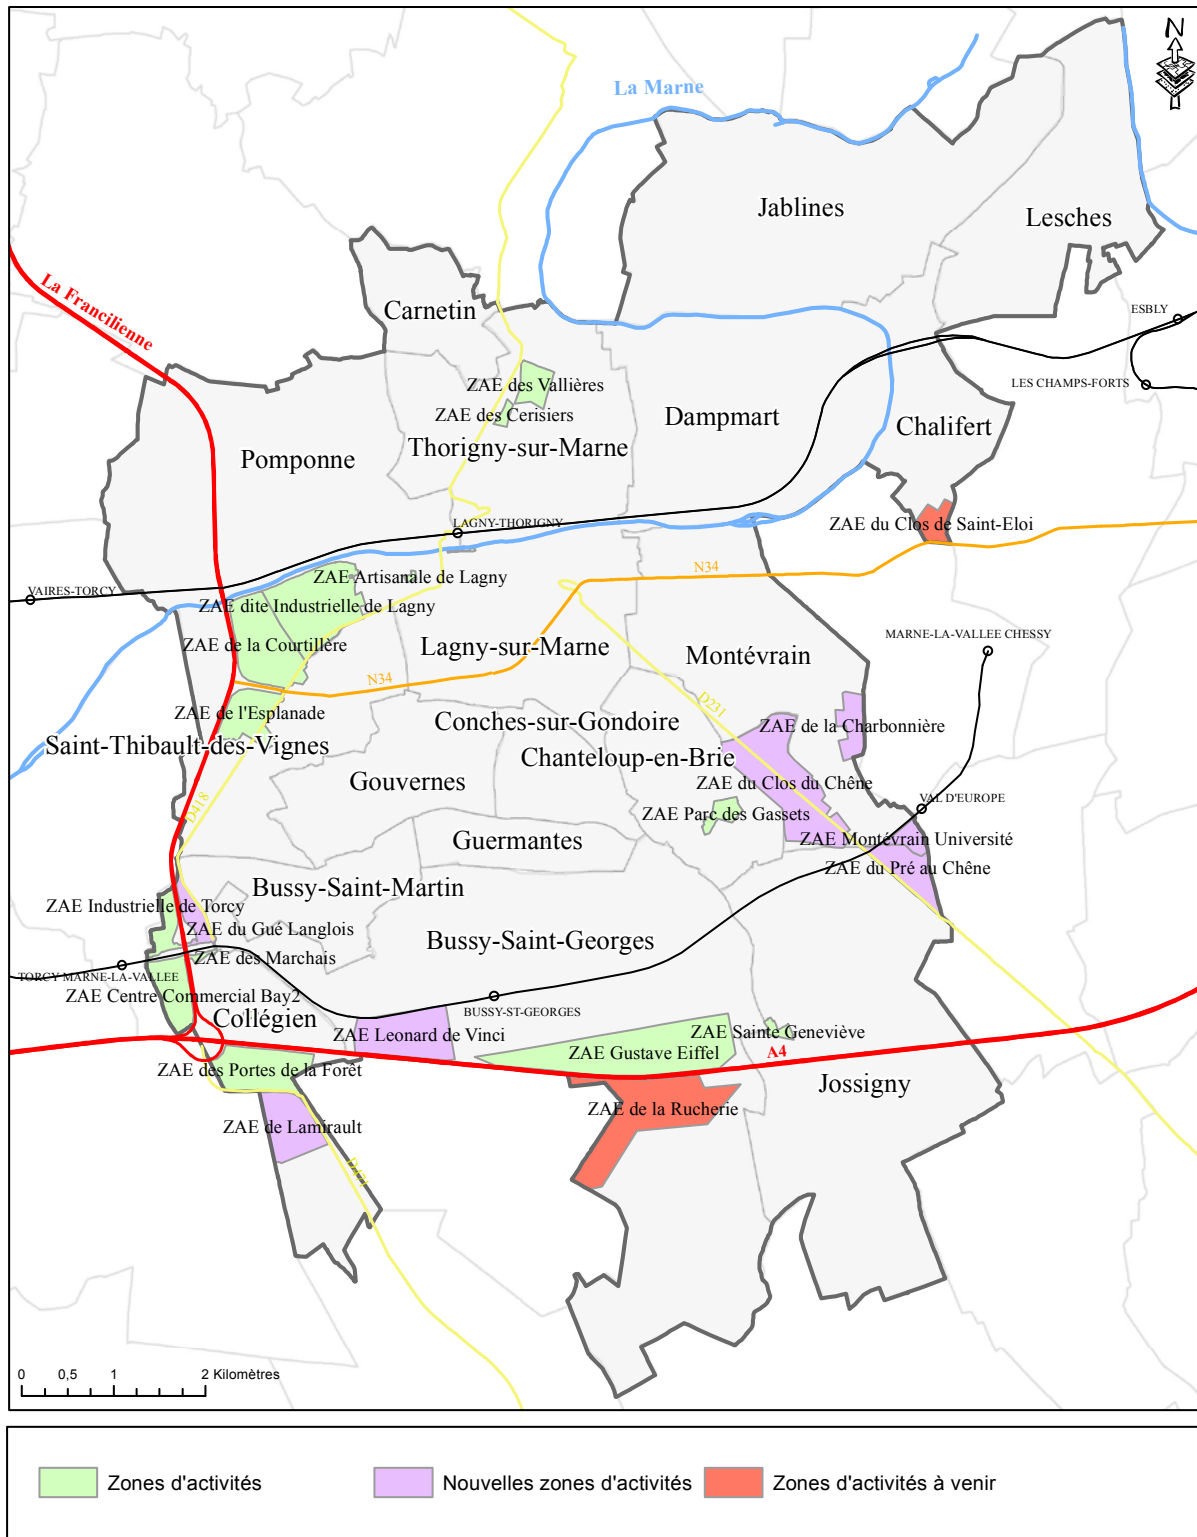 N
La Marne
Jablines
Lesches
La Francilienne
Carnetin
ESBLY
ZAE des Vallières
LES CHAMPS-FORTS
ZAE des Cerisiers
Dampmart
Chalifert
Thorigny-sur-Marne
Pomponne
LAGNY-THORIGNY
ZAE du Clos de Saint-Eloi
N34
ZAE Artisanale de Lagny
VAIRES-TORCY
ZAE dite Industrielle de Lagny
MARNE-LA-VALLEE CHESSY
ZAE de la Courtillère
Lagny-sur-Marne
Montévrain
N34
D231
ZAE de l'Esplanade
Conches-sur-Gondoire
ZAE de la Charbonnière
Saint-Thibault-des-Vignes
Chanteloup-en-Brie
Gouvernes
ZAE du Clos du Chêne
VAL D'EUROPE
D418
ZAE Parc des Gassets
Guermantes
ZAE Montévrain Université
ZAE du Pré au Chêne
Bussy-Saint-Martin
ZAE Industrielle de Torcy
ZAE du Gué Langlois
Bussy-Saint-Georges
ZAE des Marchais
TORCY MARNE-LA-VALLEE
ZAE Centre Commercial Bay2
BUSSY-ST-GEORGES
Collégien
ZAE Leonard de Vinci
ZAE Sainte Geneviève
ZAE Gustave Eiffel
A4
ZAE des Portes de la Forêt
Jossigny
ZAE de la Rucherie
ZAE de Lamirault
D471
0 0,5 1 2 Kilomètres
Zones d'activités
Nouvelles zones d'activités
Zones d'activités à venir